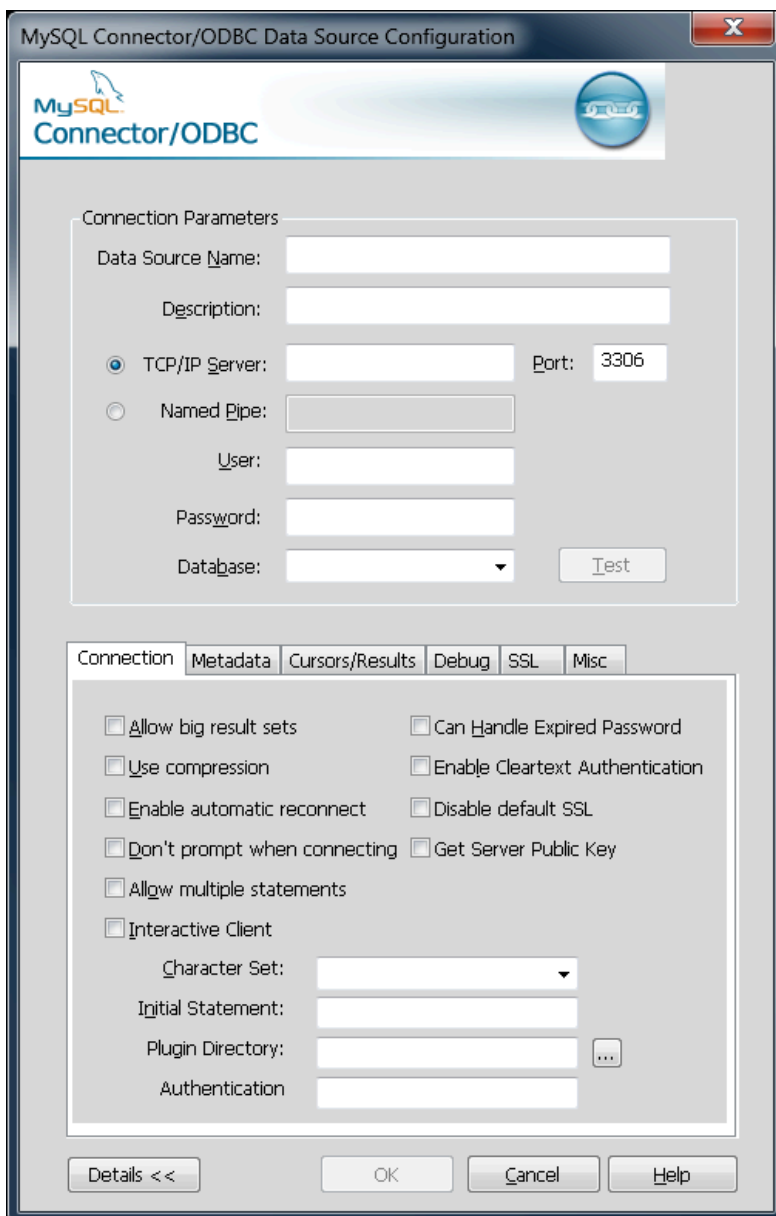 MySQL Connector/ODBC Data Source Configuration
MySQL
Connector/ODBC
Connection Parameters
Data Source Name:
Description:
TCP/IP Server: Port: 3306
Named Pipe:
User:
Password:
Database: Test
Connection Metadata Cursors/Results Debug SSL Misc
Allow big result sets Can Handle Expired Password
Use compression Enable Cleartext Authentication
Enable automatic reconnect Disable default SSL
Don't prompt when connecting Get Server Public Key
Allow multiple statements
Interactive Client
Character Set:
Initial Statement:
Plugin Directory: ...
Authentication
Details << OK Cancel Help